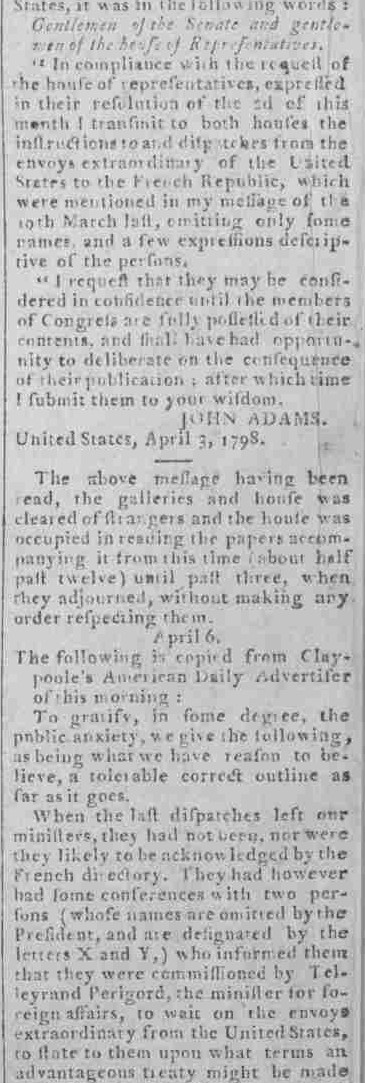 States, it was in the following words :
Gentlemen of the Senate and gentle-
men of the house of Representatives.
" In compliance with the request of
the house of representatives, expressed
in their resolution of the 2d of this
month I transmit to both houses the
instructions to and dispatches from the
envoys extraordinary of the United
States to the French Republic, which
were mentioned in my message of the
19th March last, omitting only some
names, and a few expressions descrip-
tive of the persons.
" I request that they may be consi-
dered in confidence until the members
of Congress are fully possessed of their
contents, and shall have had opportu-
nity to deliberate on the consequence
of their publication ; after which time
I submit them to your wisdom.
JOHN ADAMS.
United States, April 3, 1798.
The above message having been
read, the galleries and house was
cleared of strangers and the house was
occupied in reading the papers accom-
panying it from this time (about half
past twelve) until past three, when
they adjourned, without making any
order respecting them.
April 6.
The following is copied from Clay-
poole's American Daily Advertiser
of this morning :
To gratify, in some degree, the
public anxiety, we give the following,
as being what we have reason to be-
lieve, a tolerable correct outline as
far as it goes.
When the last dispatches left our
ministers, they had not been, nor were
they likely to be acknowledged by the
French directory. They had however
had some conferences with two per-
sons (whose names are omitted by the
President, and are designated by the
letters X and Y,) who informed them
that they were commissioned by Tel-
leyrand Perigord, the minister for fo-
reign affairs, to wait on the envoys
extraordinary from the United States,
to state to them upon what terms an
advantageous treaty might be made